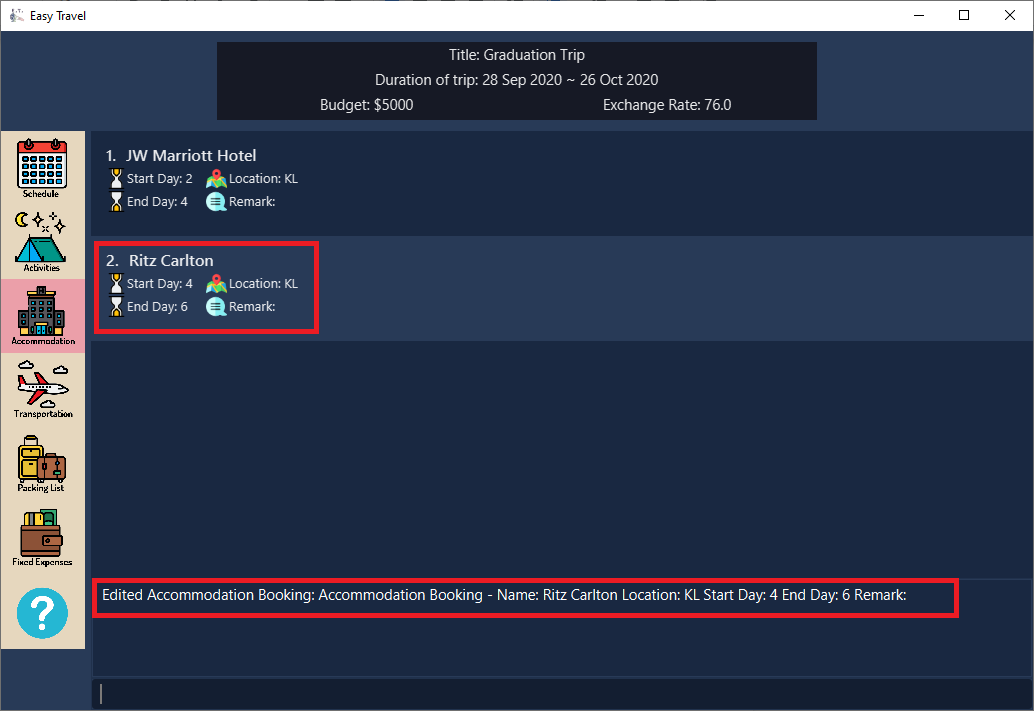 Easy Travel
Title: Graduation Trip
Duration of trip: 28 Sep 2020 ~ 26 Oct 2020
Budget: $5000 Exchange Rate: 76.0
Schedule
Activities
Accommodation
Transportation
Packing List
Fixed Expenses
?
1. JW Marriott Hotel
Start Day: 2 Location: KL
End Day: 4 Remark:
2. Ritz Carlton
Start Day: 4 Location: KL
End Day: 6 Remark:
Edited Accommodation Booking: Accommodation Booking - Name: Ritz Carlton Location: KL Start Day: 4 End Day: 6 Remark: